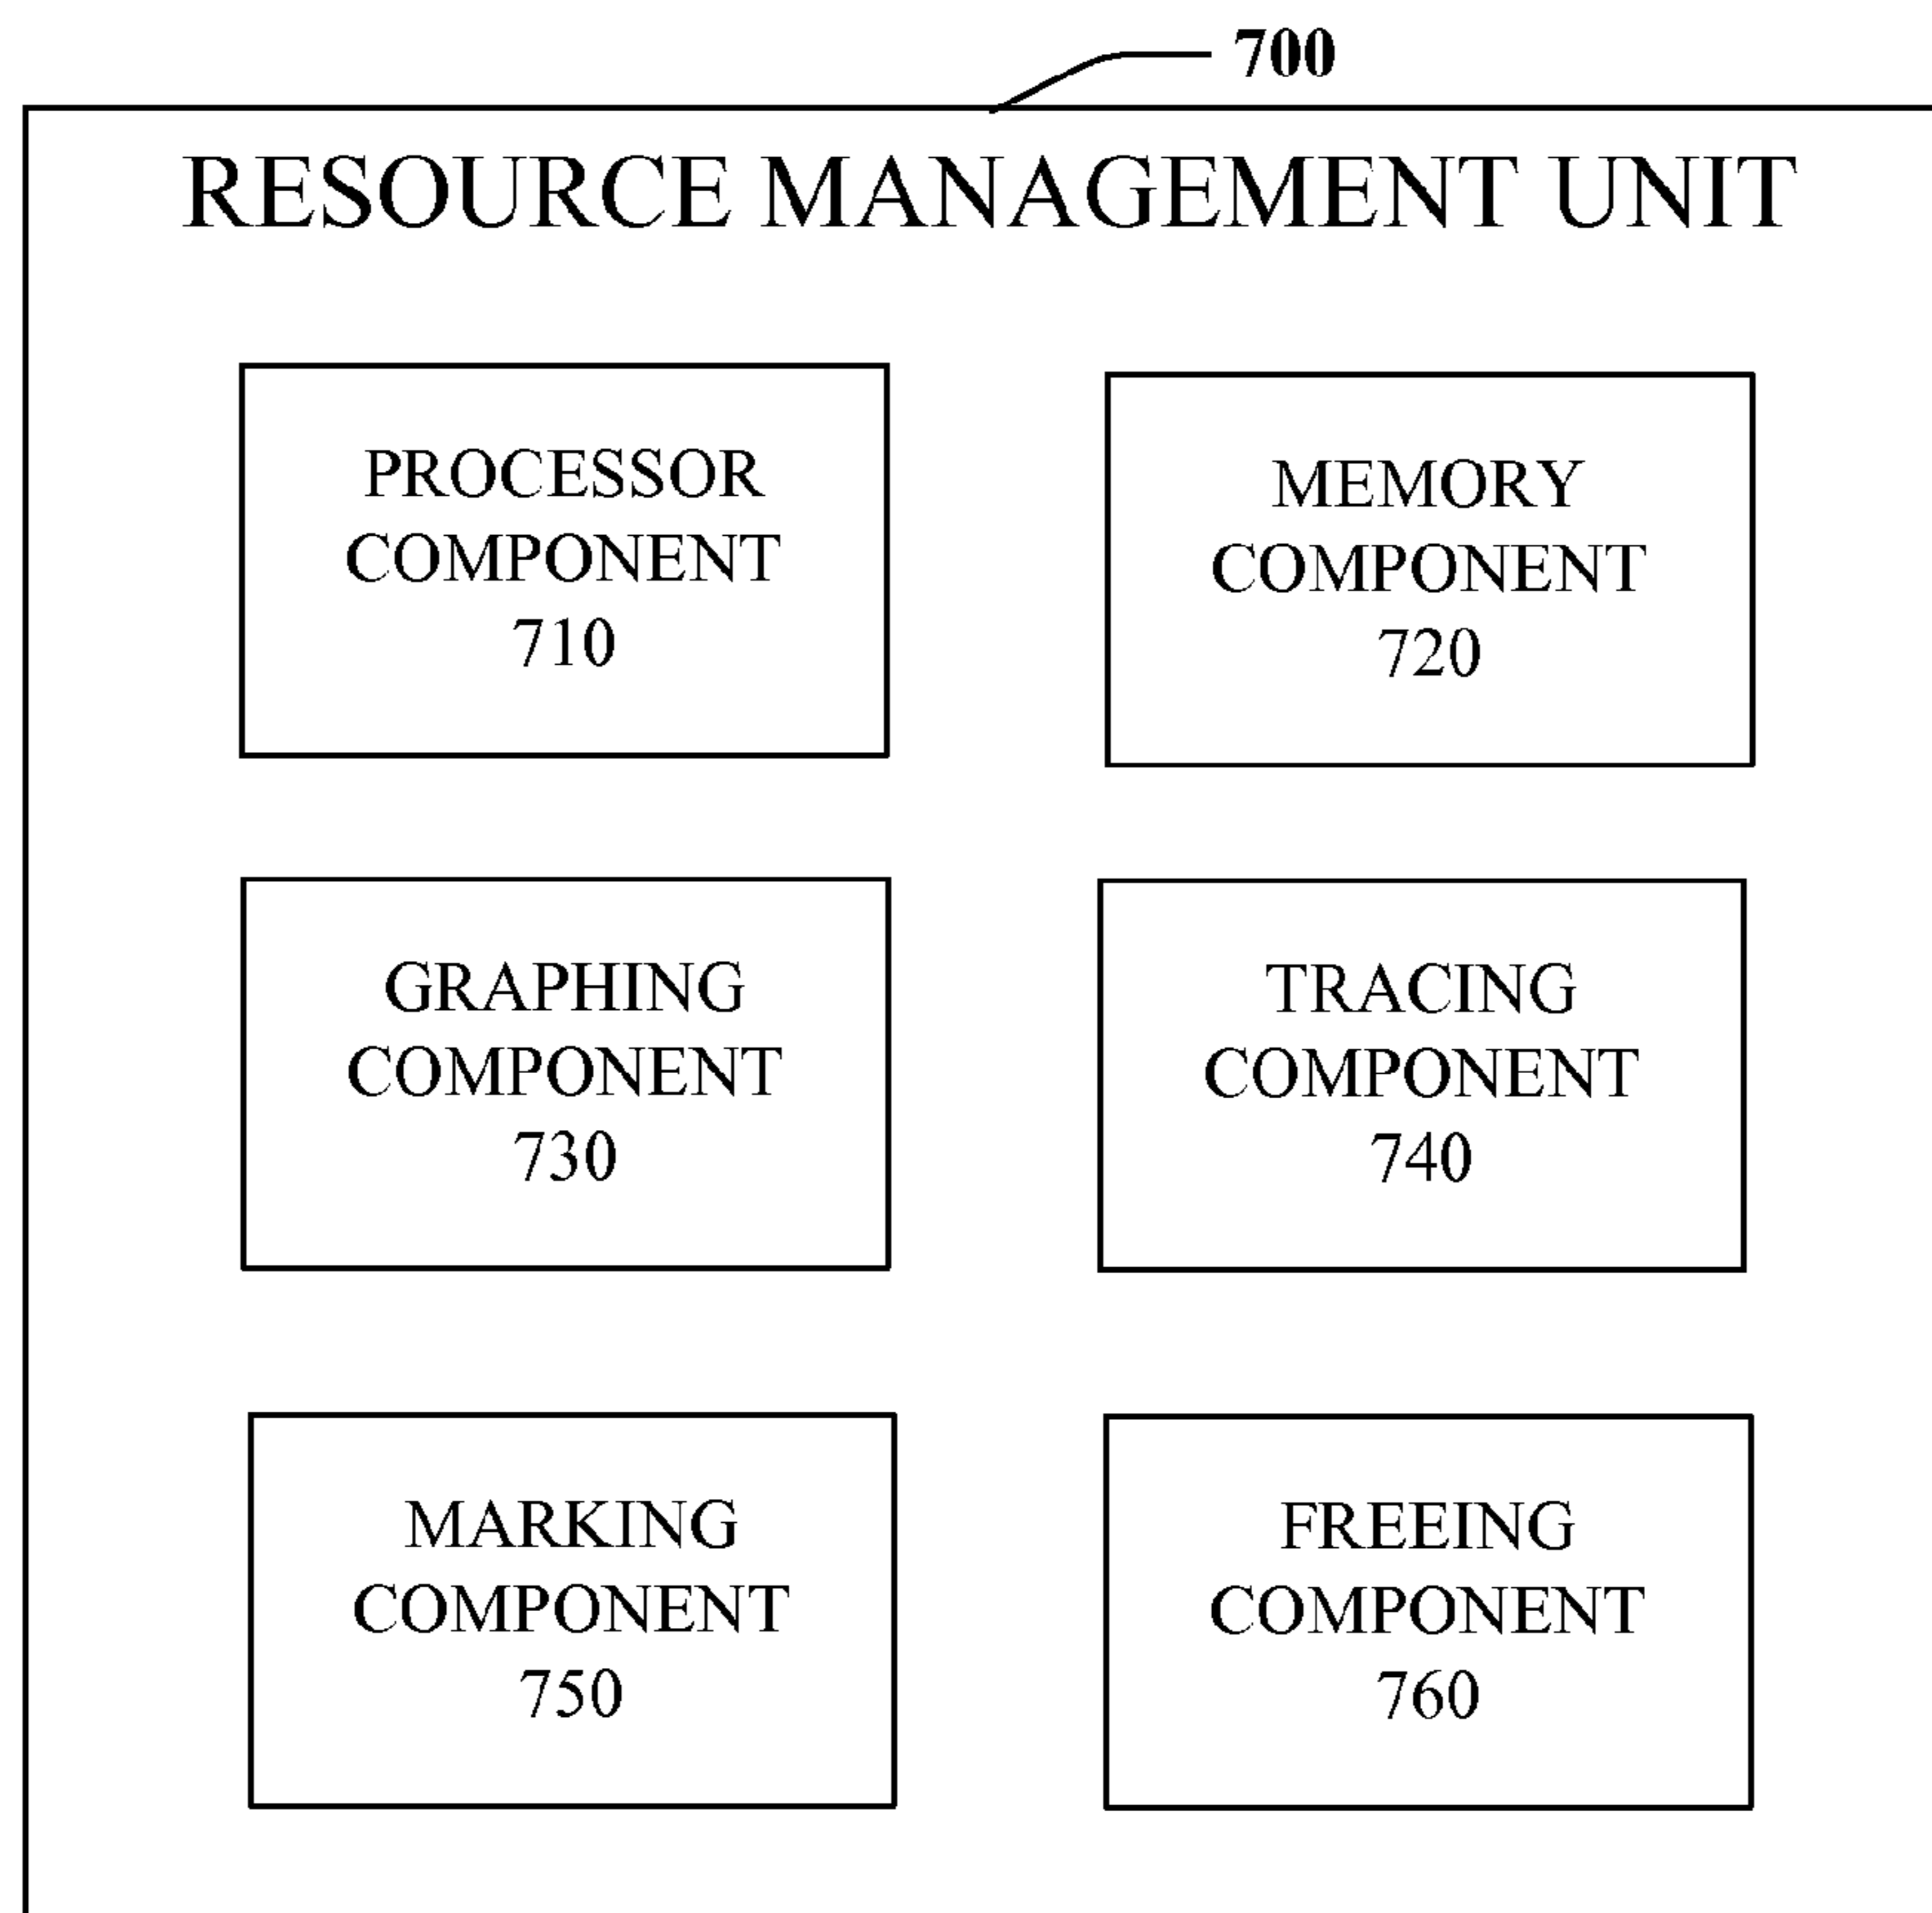 700
RESOURCE MANAGEMENT UNIT
PROCESSOR
COMPONENT
710
MEMORY
COMPONENT
720
GRAPHING
COMPONENT
730
TRACING
COMPONENT
740
MARKING
COMPONENT
750
FREEING
COMPONENT
760